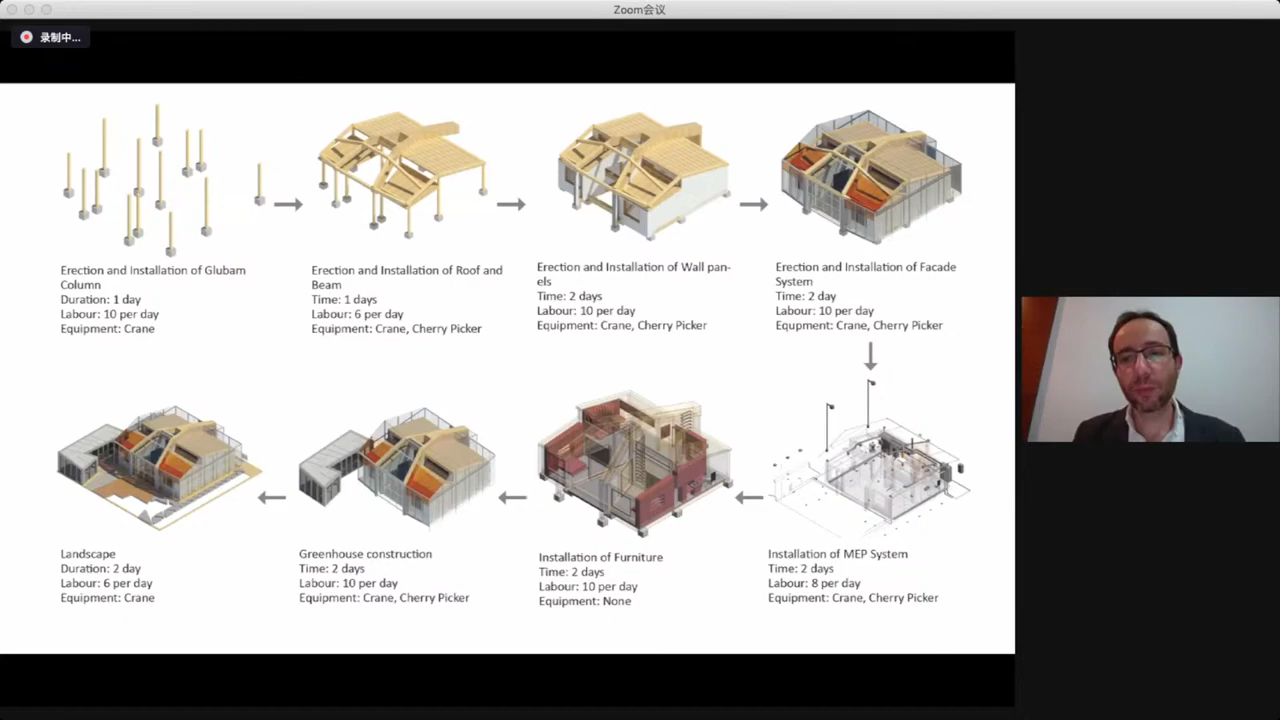 Zoom会议
录制中...
Erection and Installation of Glubam
Column
Duration: 1 day
Labour: 10 per day
Equipment: Crane
Erection and Installation of Roof and
Beam
Time: 1 days
Labour: 6 per day
Equipment: Crane, Cherry Picker
Erection and Installation of Wall pan-
els
Time: 2 days
Labour: 10 per day
Equipment: Crane, Cherry Picker
Erection and Installation of Facade
System
Time: 2 day
Labour: 10 per day
Equpment: Crane, Cherry Picker
Installation of MEP System
Time: 2 days
Labour: 8 per day
Equipment: Crane, Cherry Picker
Installation of Furniture
Time: 2 days
Labour: 10 per day
Equipment: None
Greenhouse construction
Time: 2 days
Labour: 10 per day
Equipment: Crane, Cherry Picker
Landscape
Duration: 2 day
Labour: 6 per day
Equipment: Crane